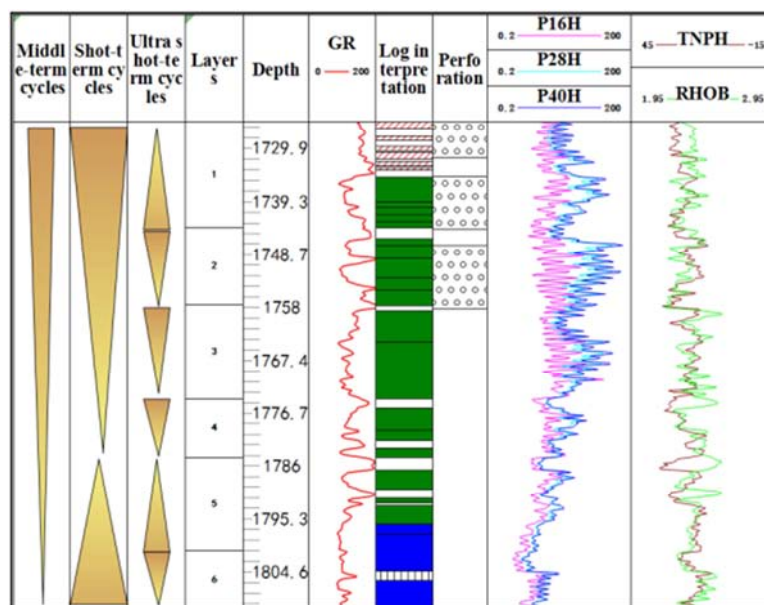 Middl
e-term
cycles
Shot-t
erm cy
cles
Ultra s
hot-te
rm cyc
les
Layer
s
Depth
GR
0 200
Log in
terpre
tation
Perfo
ration
P16H
0.2 200
P28H
0.2 200
P40H
0.2 200
TNPH
45 -15
RHOB
1.95 2.95
1
2
3
4
5
6
1729.9
1739.3
1748.7
1758
1767.4
1776.7
1786
1795.3
1804.6